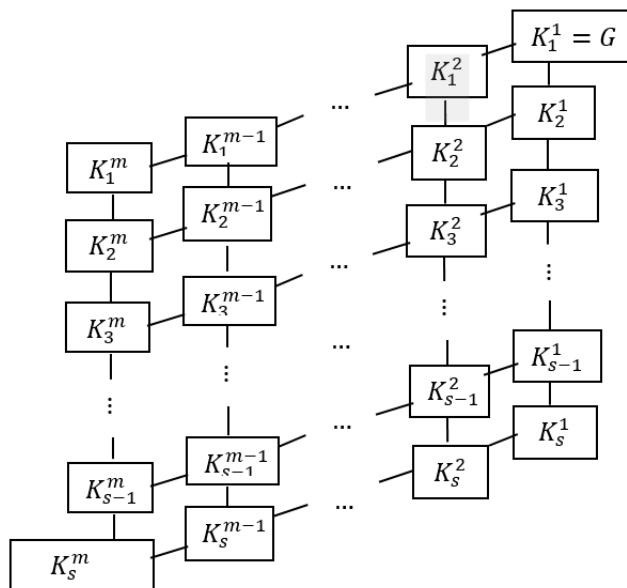 K_1^1 = G
K_1^2
...
K_2^1
K_1^{m-1}
K_2^2
K_1^m
...
K_3^1
K_2^{m-1}
K_3^2
K_2^m
...
⋮
K_3^{m-1}
⋮
K_3^m
...
K_{s-1}^1
⋮
⋮
K_{s-1}^2
K_s^1
...
K_{s-1}^{m-1}
K_s^2
K_{s-1}^m
...
K_s^{m-1}
K_s^m